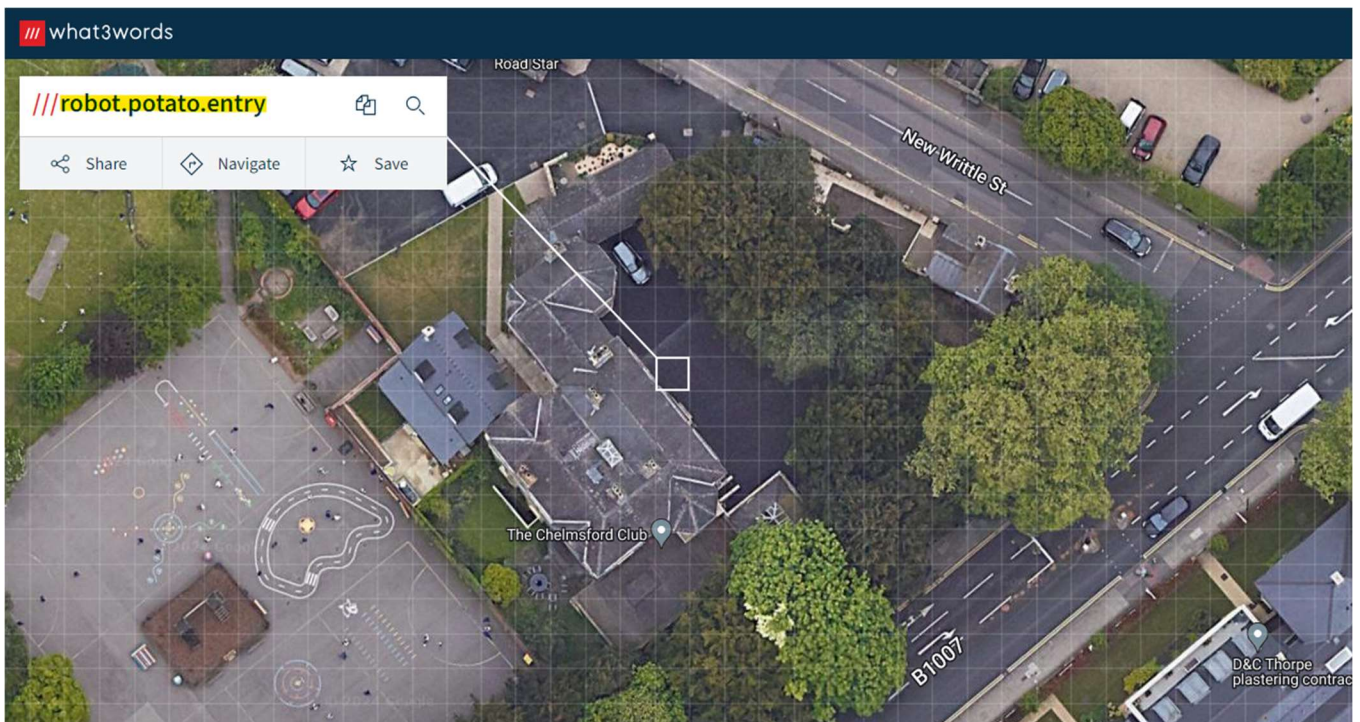 /// what3words
Road Star
///robot.potato.entry
Share Navigate Save
New Writtle St
The Chelmsford Club
B1007
D&C Thorpe
plastering contrac